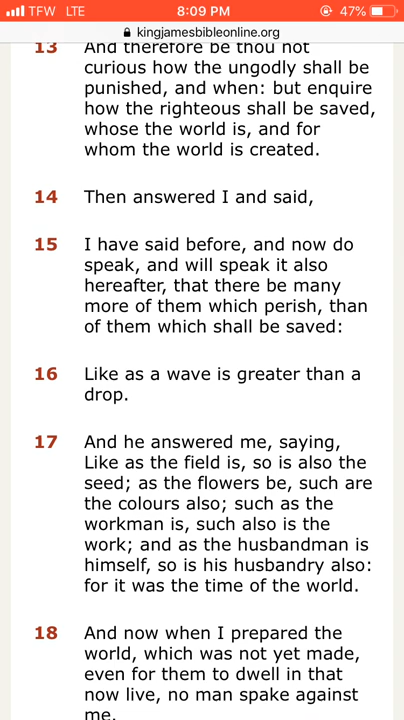 TFW LTE 8:09 PM 47%
kingjamesbibleonline.org
13 And therefore be thou not
curious how the ungodly shall be
punished, and when: but enquire
how the righteous shall be saved,
whose the world is, and for
whom the world is created.
14 Then answered I and said,
15 I have said before, and now do
speak, and will speak it also
hereafter, that there be many
more of them which perish, than
of them which shall be saved:
16 Like as a wave is greater than a
drop.
17 And he answered me, saying,
Like as the field is, so is also the
seed; as the flowers be, such are
the colours also; such as the
workman is, such also is the
work; and as the husbandman is
himself, so is his husbandry also:
for it was the time of the world.
18 And now when I prepared the
world, which was not yet made,
even for them to dwell in that
now live, no man spake against
me.